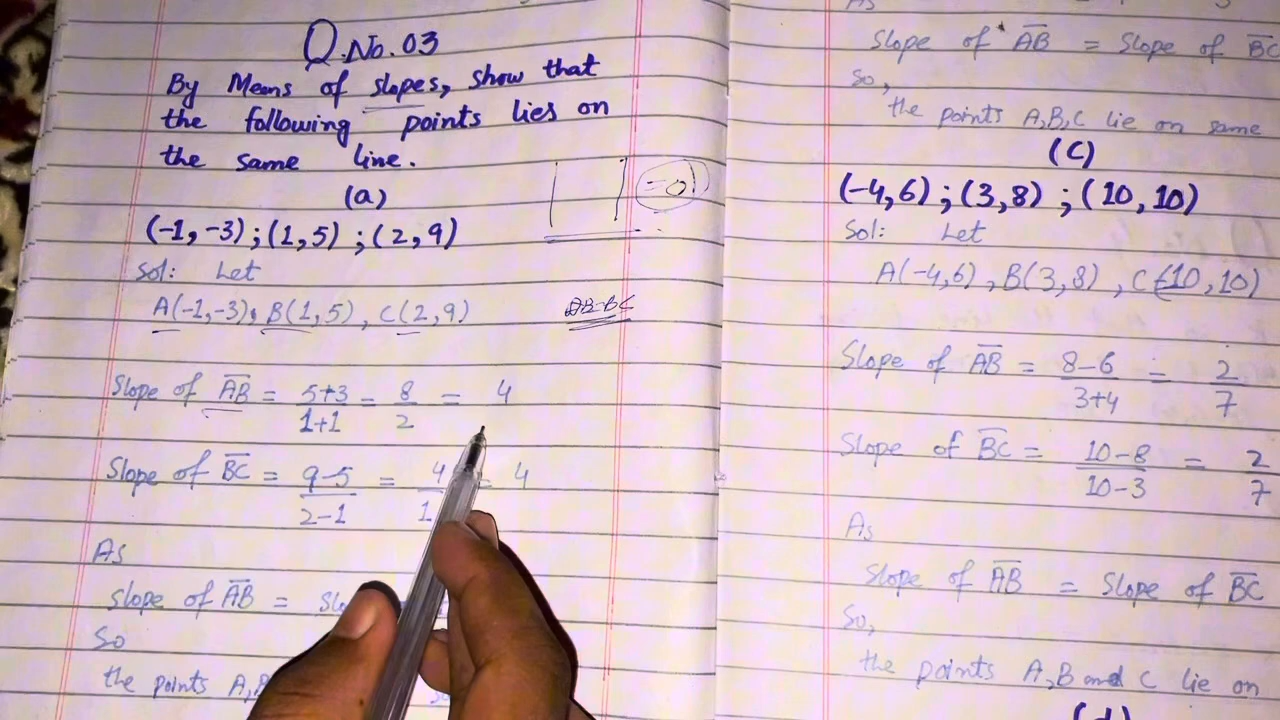 Q.No.03
By Means of slopes, show that
the following points lies on
the same line.
(a)
(-1,-3);(1,5);(2,9)
Sol: Let
A(-1,-3), B(1,5), C(2,9)
AB=BC
Slope of AB = 5+3/1+1 = 8/2 = 4
Slope of BC = 9-5/2-1 = 4/1 = 4
As
Slope of AB =
So
the points A,
As
Slope of AB = Slope of BC
So,
the points A,B,C lie on same
(C)
(-4,6);(3,8);(10,10)
Sol: Let
A(-4,6), B(3,8), C(10,10)
Slope of AB = 8-6/3+4 = 2/7
Slope of BC = 10-8/10-3 = 2/7
As
Slope of AB = Slope of BC
So,
the points A,B and C lie on
(d)